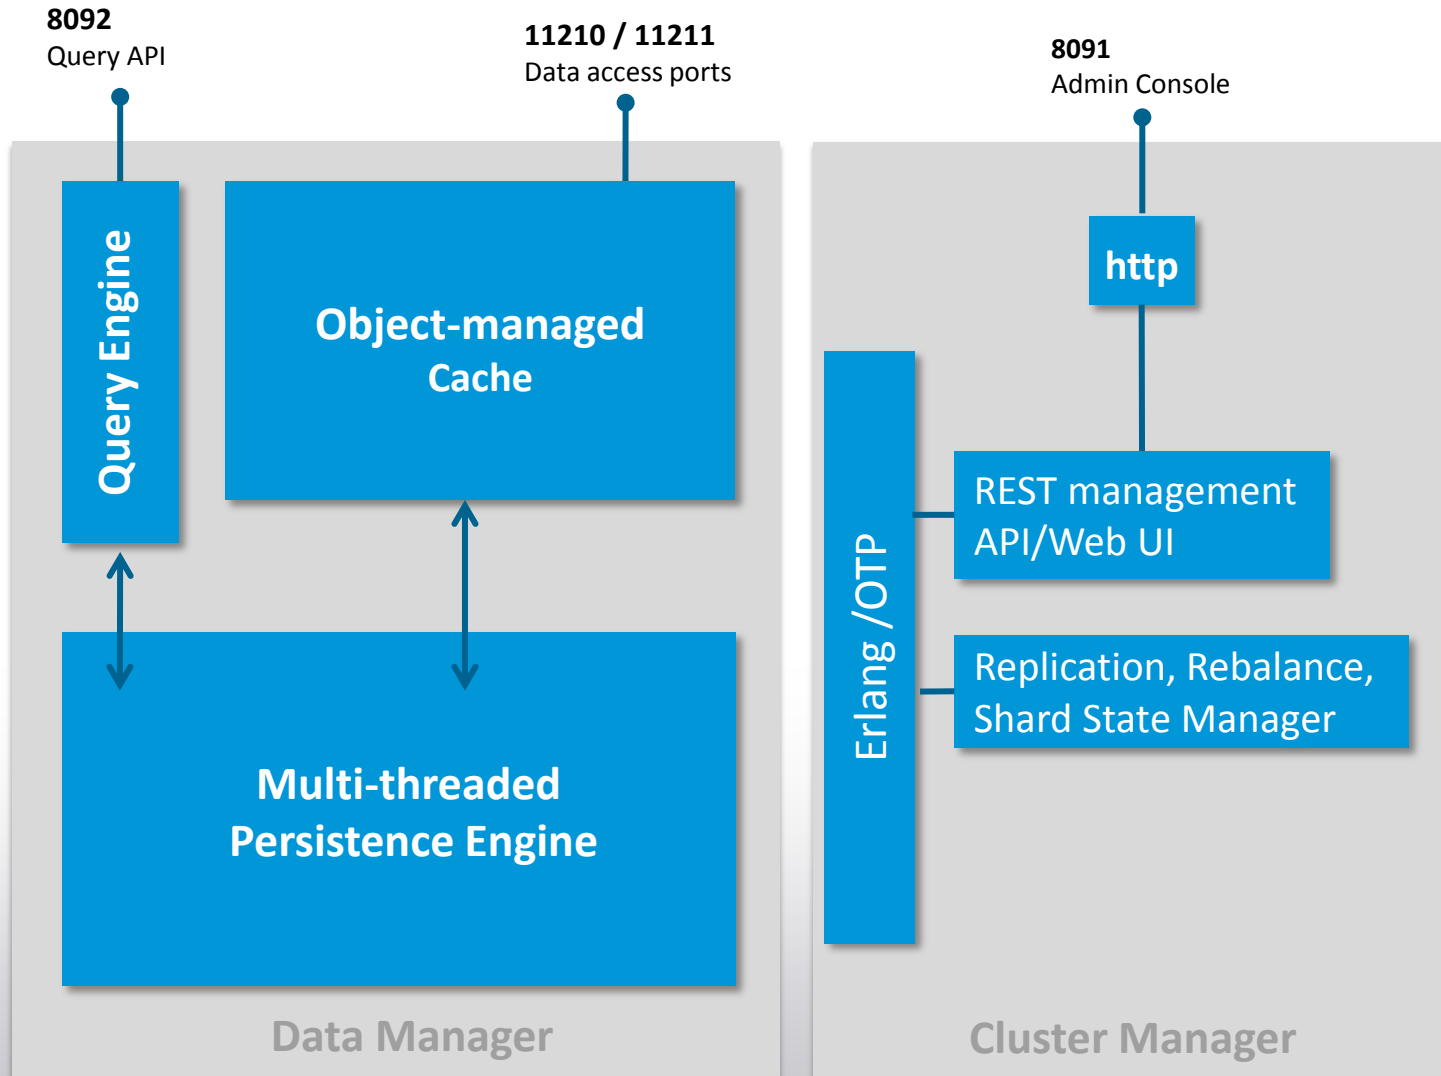 8092
Query API
11210 / 11211
Data access ports
8091
Admin Console
Query Engine
Object-managed
Cache
http
Erlang /OTP
REST management
API/Web UI
Replication, Rebalance,
Shard State Manager
Multi-threaded
Persistence Engine
Data Manager
Cluster Manager